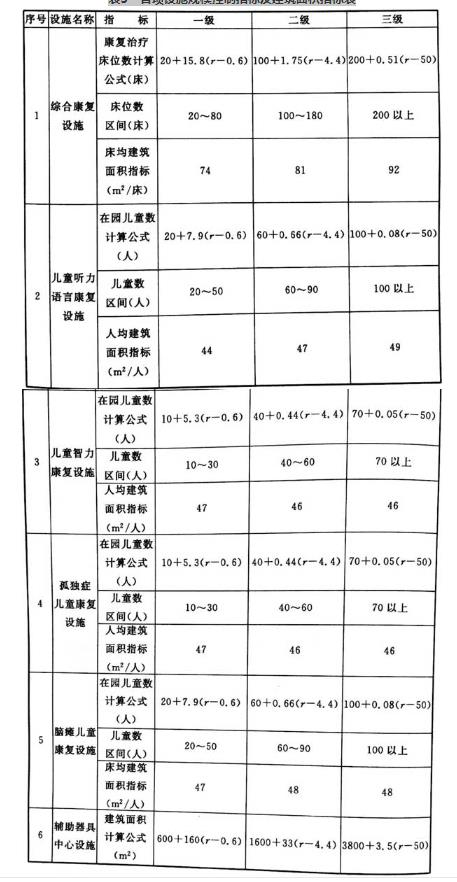 表3 各项设施规模控制指标及建筑面积指标表
序号 设施名称 指 标 一级 二级 三级
1 综合康复设施
康复治疗床位数计算公式(床) 20+15.8(r-0.6) 100+1.75(r-4.4) 200+0.51(r-50)
床位数区间(床) 20~80 100~180 200以上
床均建筑面积指标(m²/床) 74 81 92
2 儿童听力语言康复设施
在园儿童数计算公式(人) 20+7.9(r-0.6) 60+0.66(r-4.4) 100+0.08(r-50)
儿童数区间(人) 20~50 60~90 100以上
人均建筑面积指标(m²/人) 44 47 49
3 儿童智力康复设施
在园儿童数计算公式(人) 10+5.3(r-0.6) 40+0.44(r-4.4) 70+0.05(r-50)
儿童数区间(人) 10~30 40~60 70以上
人均建筑面积指标(m²/人) 47 46 46
4 孤独症儿童康复设施
在园儿童数计算公式(人) 10+5.3(r-0.6) 40+0.44(r-4.4) 70+0.05(r-50)
儿童数区间(人) 10~30 40~60 70以上
人均建筑面积指标(m²/人) 47 46 46
5 脑瘫儿童康复设施
在园儿童数计算公式(人) 20+7.9(r-0.6) 60+0.66(r-4.4) 100+0.08(r-50)
儿童数区间(人) 20~50 60~90 100以上
床均建筑面积指标(m²/人) 47 48 48
6 辅助器具中心设施
建筑面积计算公式(m²) 600+160(r-0.6) 1600+33(r-4.4) 3800+3.5(r-50)